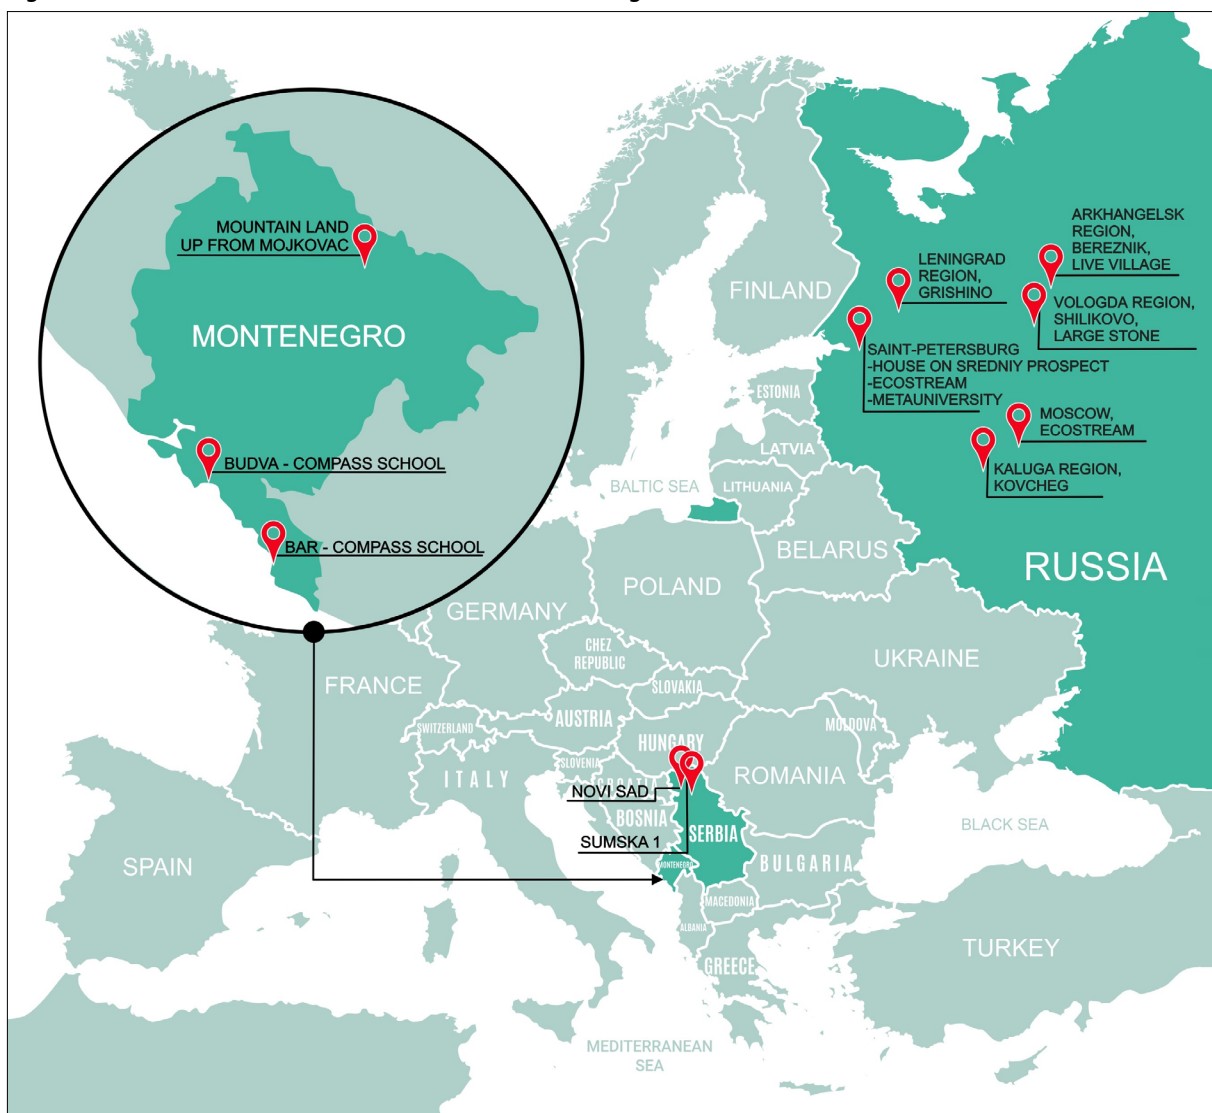 MOUNTAIN LAND
UP FROM MOJKOVAC
MONTENEGRO
BUDVA - COMPASS SCHOOL
BAR - COMPASS SCHOOL
ARKHANGELSK
REGION,
BEREZNIK,
LIVE VILLAGE
LENINGRAD
REGION,
GRISHINO
VOLOGDA REGION,
SHILIKOVO,
LARGE STONE
SAINT-PETERSBURG
-HOUSE ON SREDNIY PROSPECT
-ECOSTREAM
-METAUNIVERSITY
MOSCOW,
ECOSTREAM
KALUGA REGION,
KOVCHEG
FINLAND
ESTONIA
LATVIA
LITHUANIA
BALTIC SEA
BELARUS
RUSSIA
POLAND
GERMANY
CHEZ
REPUBLIC
UKRAINE
FRANCE
SLOVAKIA
AUSTRIA
SWITZERLAND
MOLDOVA
HUNGARY
SLOVENIA
ITALY
CROATIA
ROMANIA
NOVI SAD
BOSNIA
SERBIA
SUMSKA 1
BLACK SEA
SPAIN
MONTENEGRO
BULGARIA
MACEDONIA
ALBANIA
GREECE
TURKEY
MEDITERRANEAN
SEA